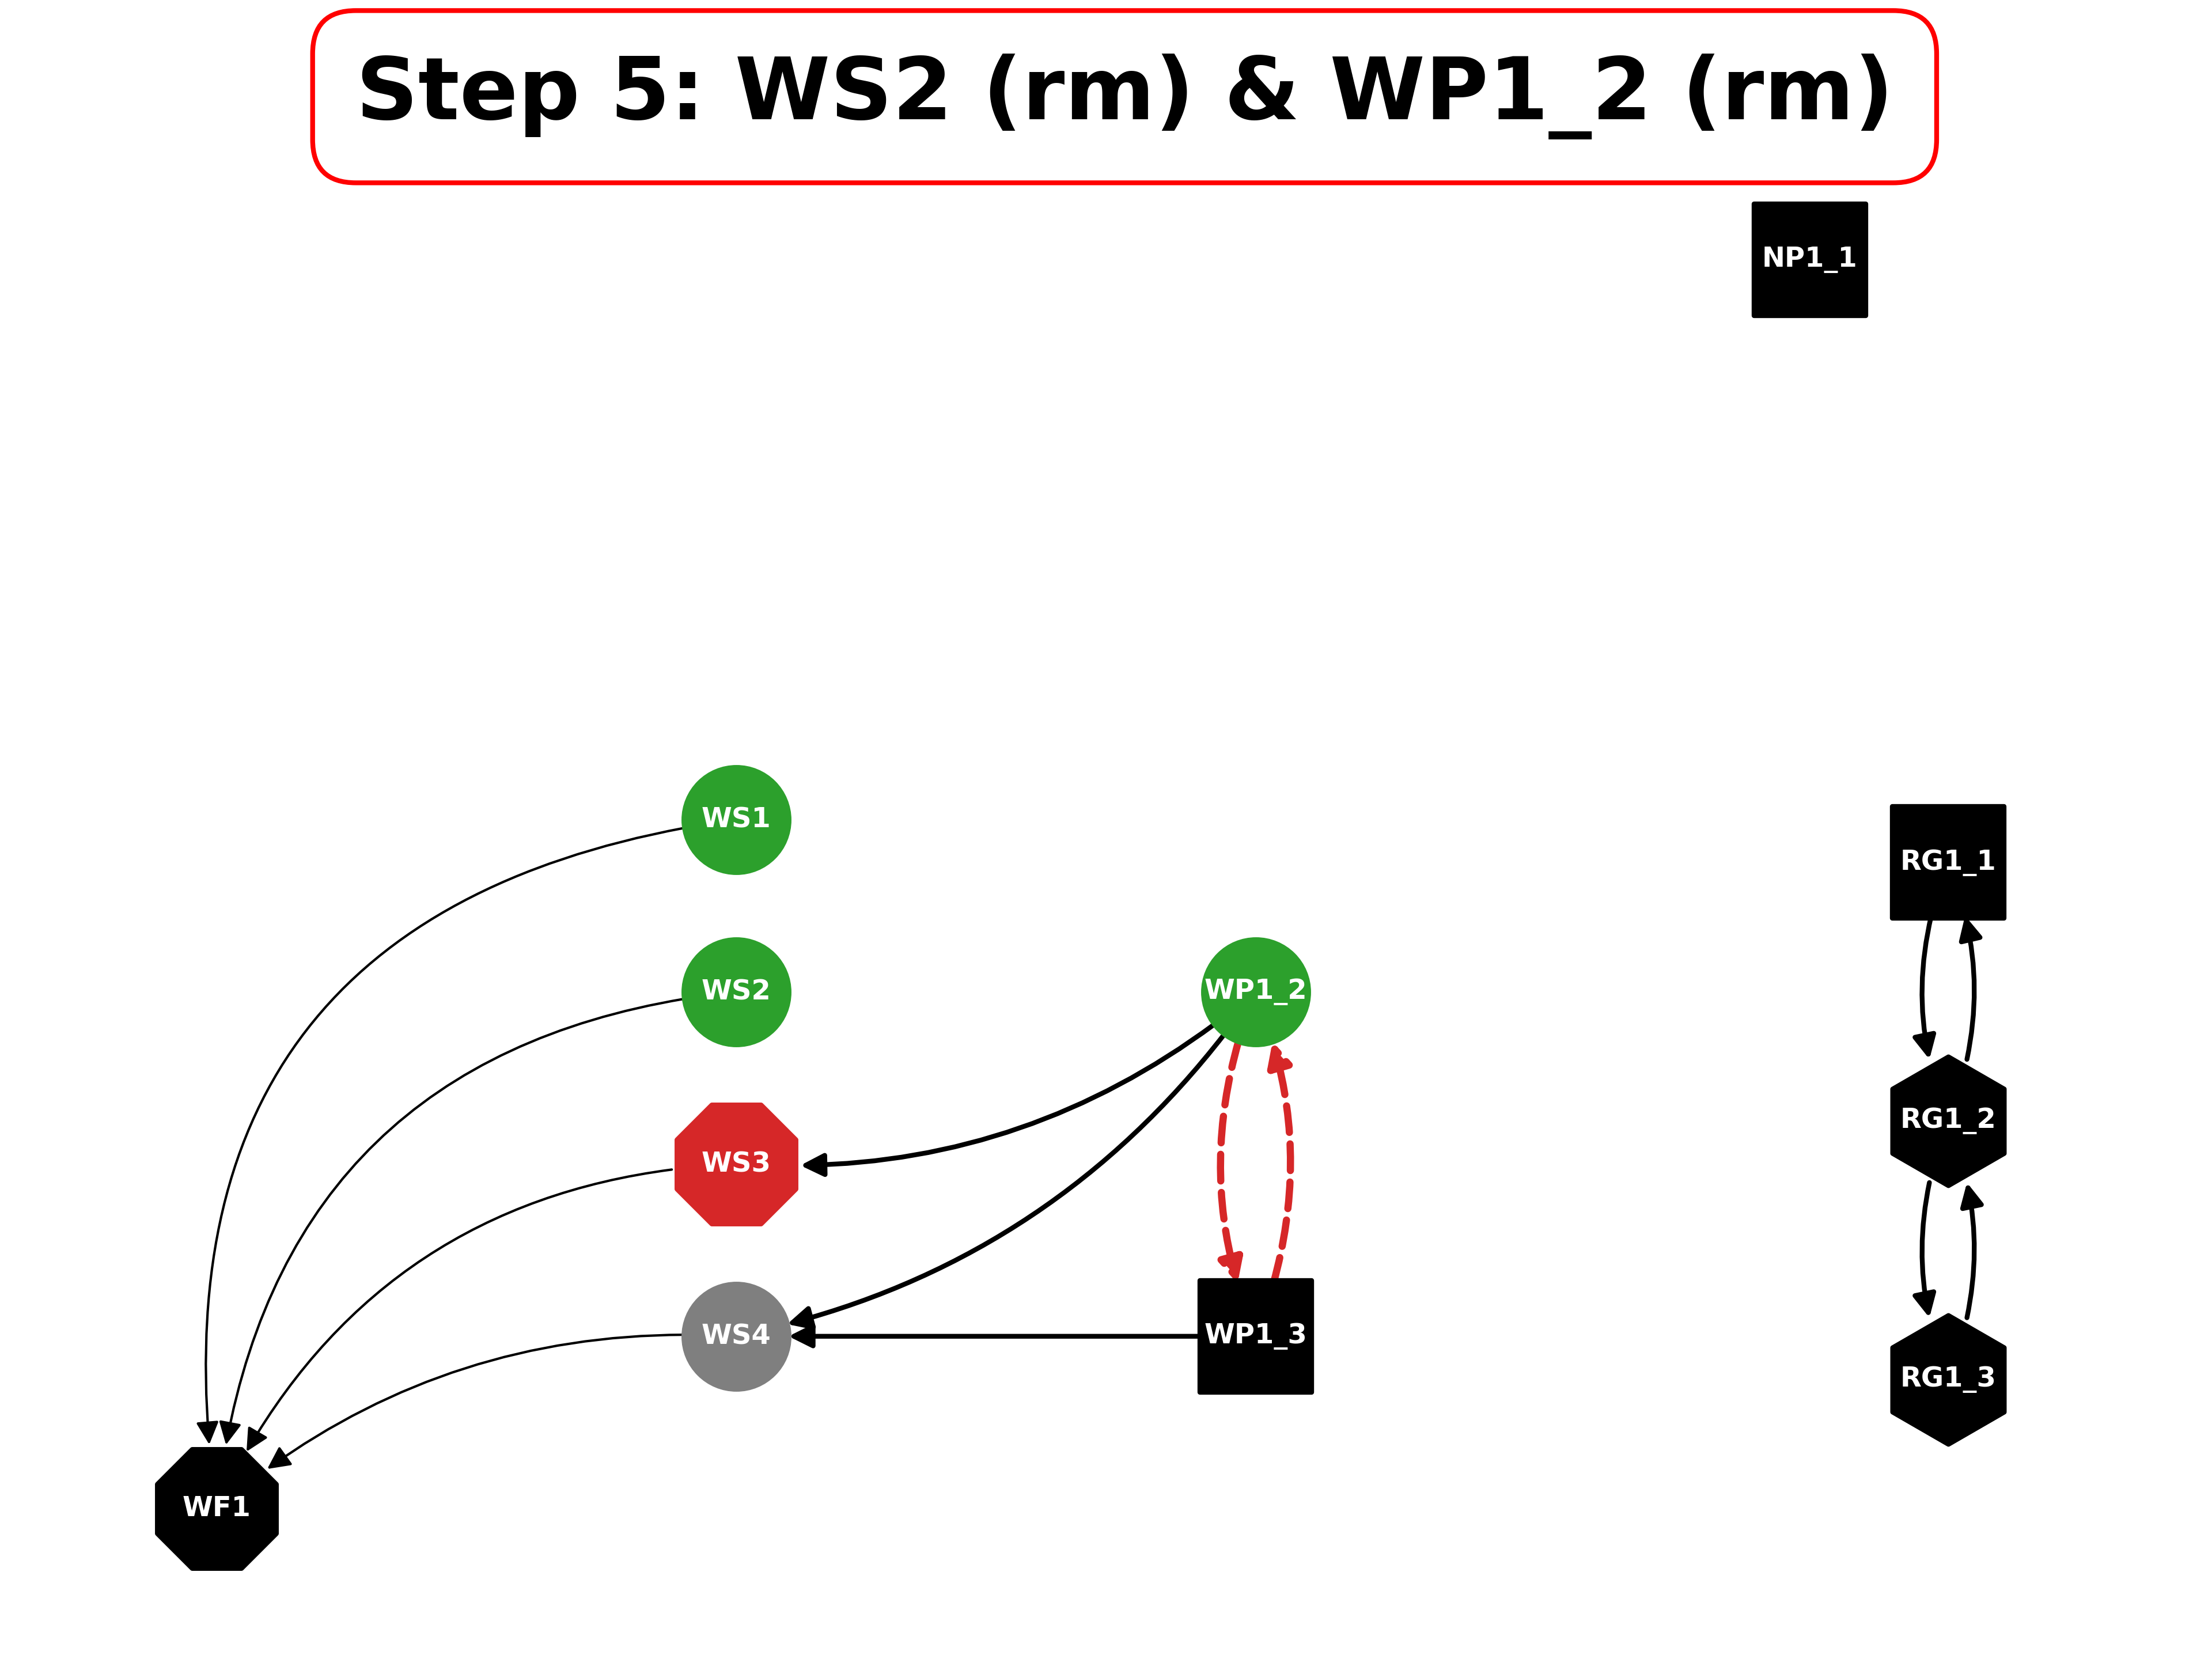 Step 5: WS2 (rm) & WP1_2 (rm)
NP1_1
WS1
RG1_1
WS2
WP1_2
RG1_2
WS3
WS4
WP1_3
RG1_3
WF1